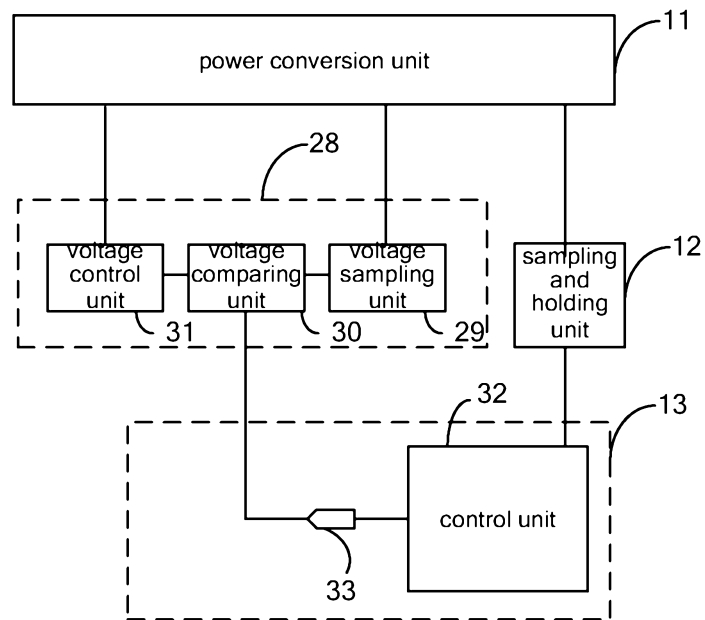 11
power conversion unit
28
voltage
control
unit
voltage
comparing
unit
voltage
sampling
unit
sampling
and
holding
unit
12
31
30
29
32
13
control unit
33